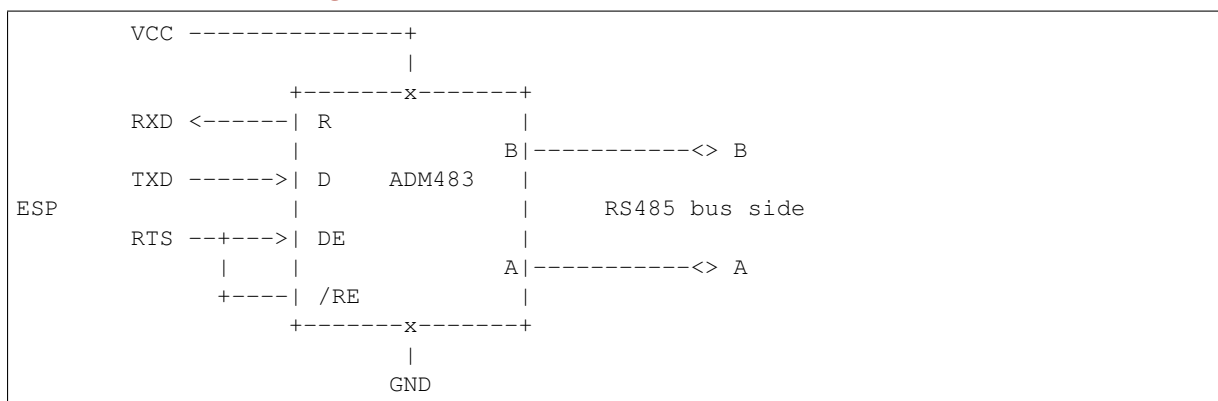 VCC ---------------+
|
+-------x-------+
RXD <------| R |
| B|-----------<> B
TXD ------>| D ADM483 |
ESP | | RS485 bus side
RTS --+--->| DE |
| | A|-----------<> A
+----| /RE |
+-------x-------+
|
GND